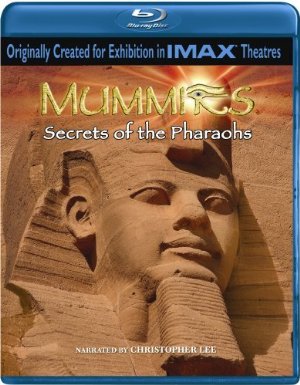 Blu-ray Disc
Originally Created for Exhibition in IMAX Theatres
MUMMIES
Secrets of the Pharaohs
NARRATED BY CHRISTOPHER LEE